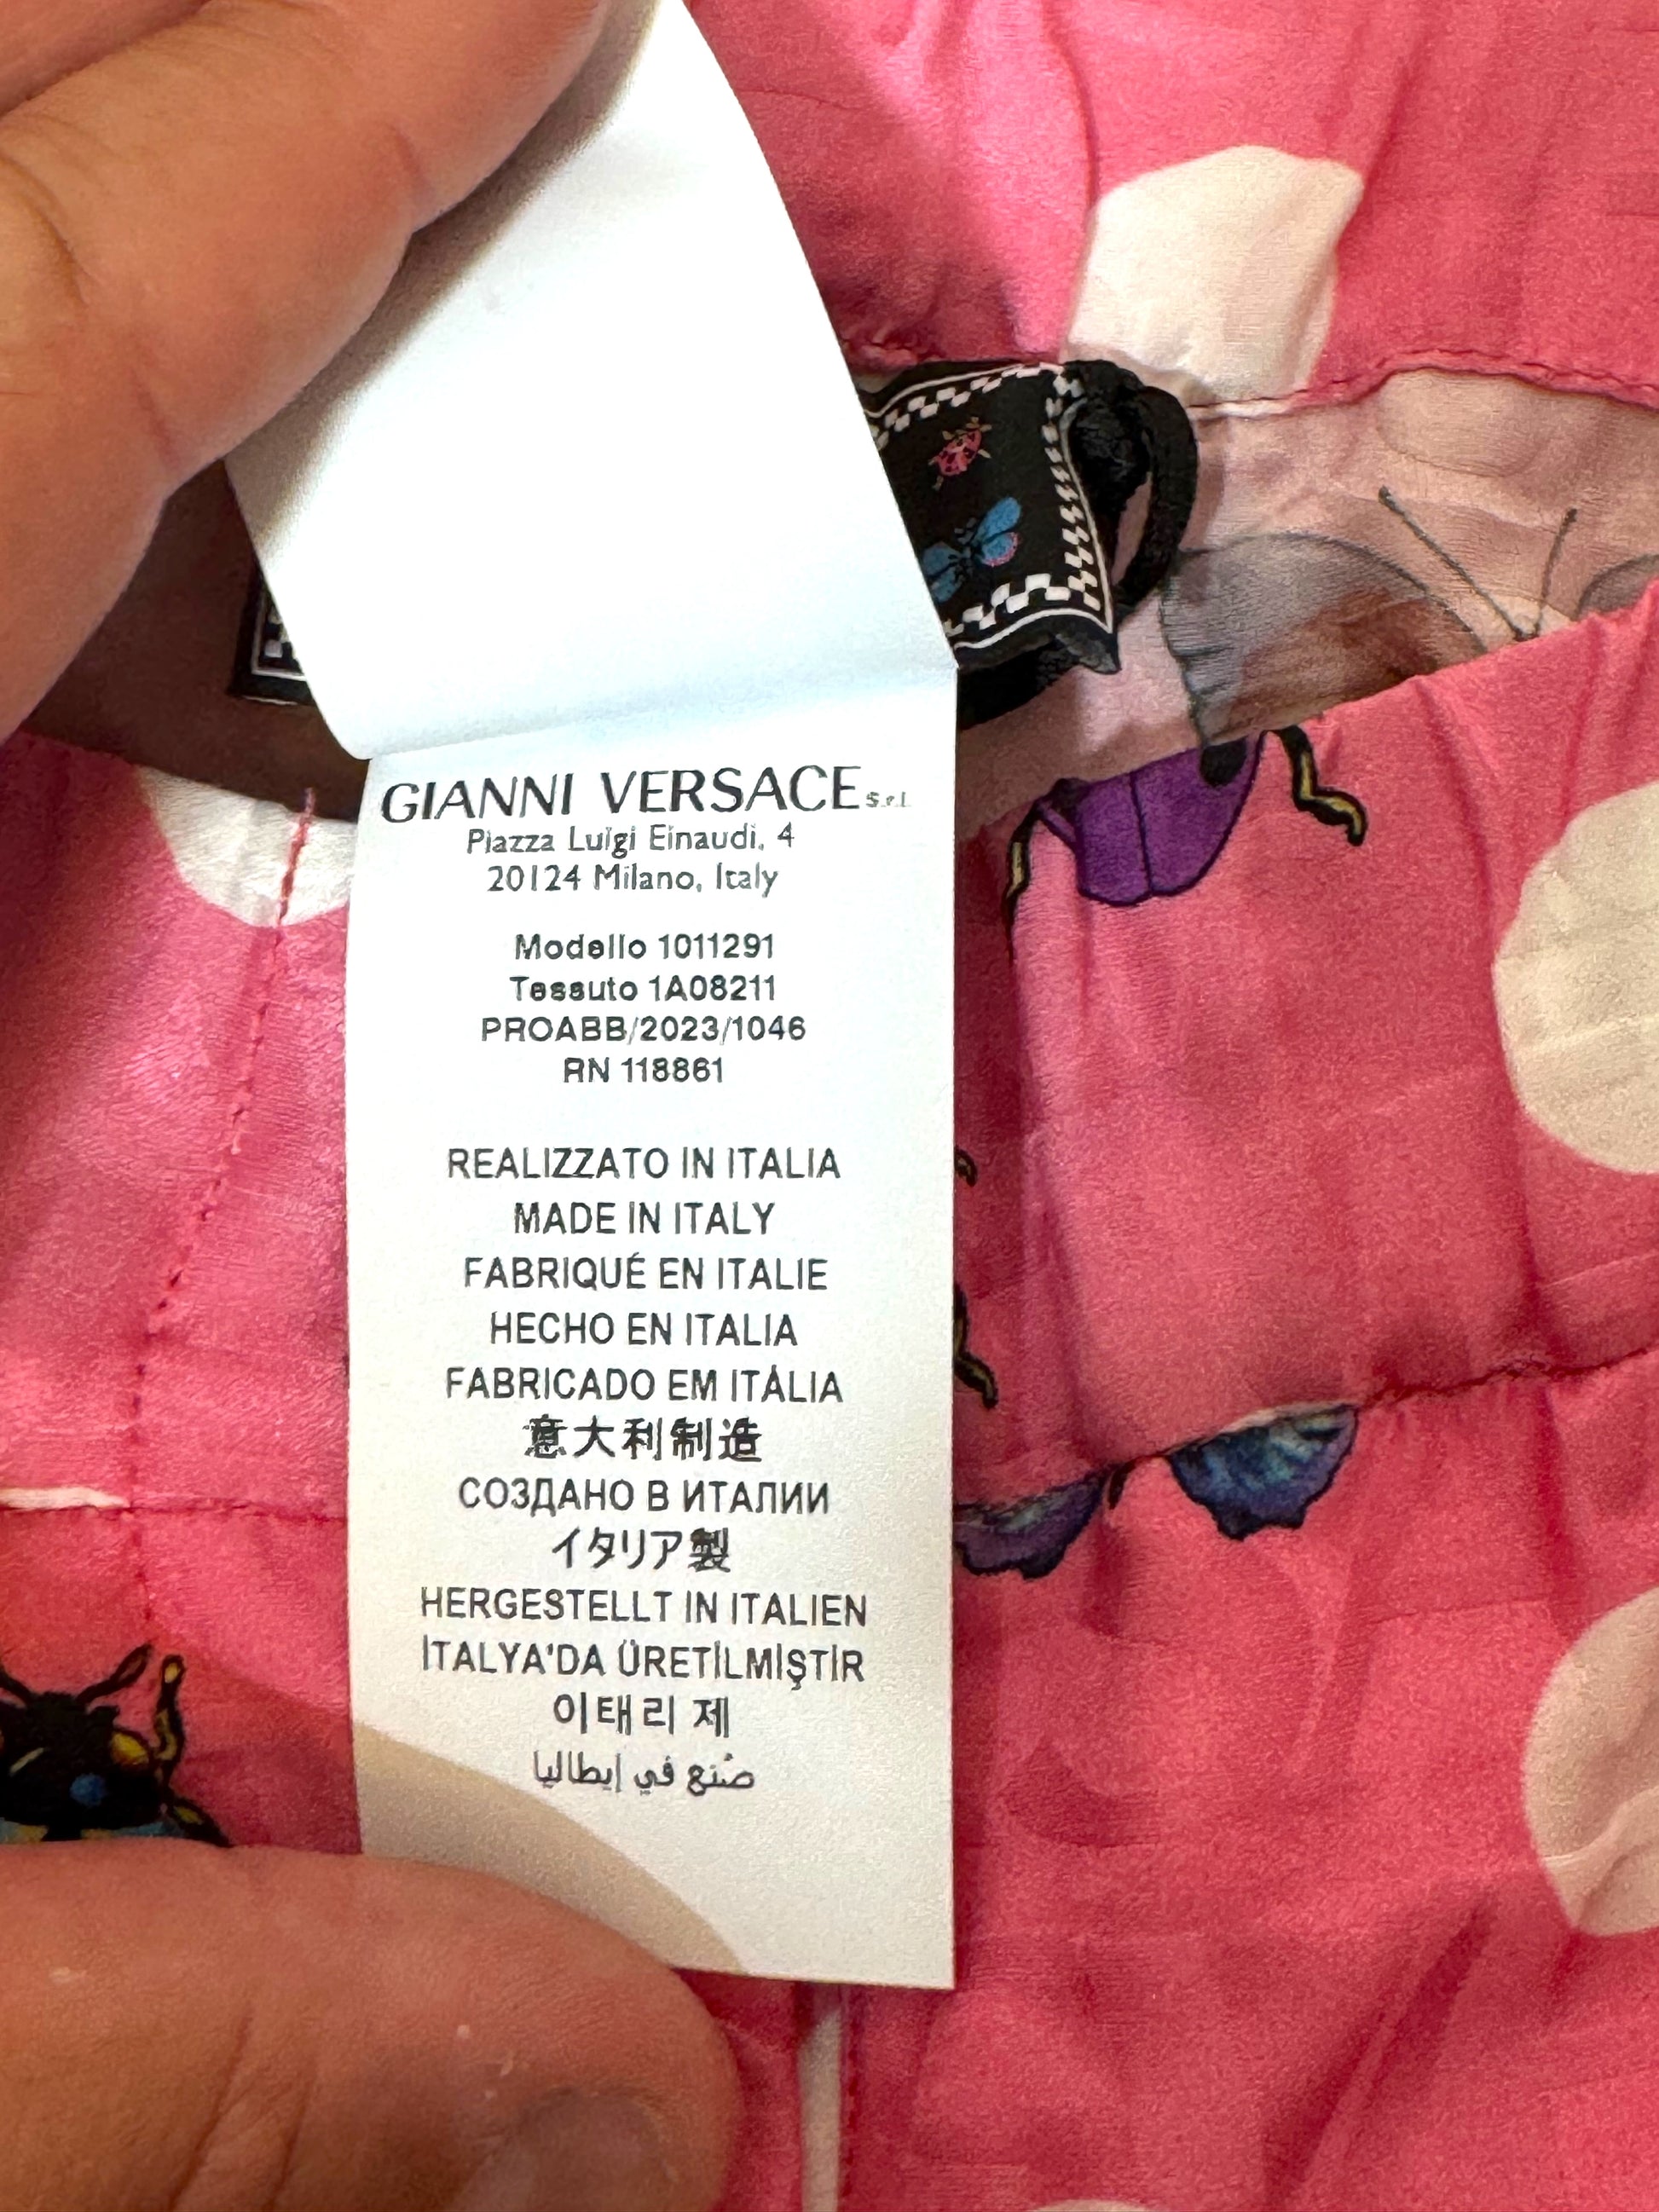 GIANNI VERSACE S.r.l.
Piazza Luigi Einaudi, 4
20124 Milano, Italy
Modello 1011291
Tessuto 1A08211
PROABB/2023/1046
RN 118861
REALIZZATO IN ITALIA
MADE IN ITALY
FABRIQUÉ EN ITALIE
HECHO EN ITALIA
FABRICADO EM ITÁLIA
意大利制造
СОЗДАНО В ИТАЛИИ
イタリア製
HERGESTELLT IN ITALIEN
İTALYA'DA ÜRETİLMİŞTİR
이태리 제
صُنع في إيطاليا